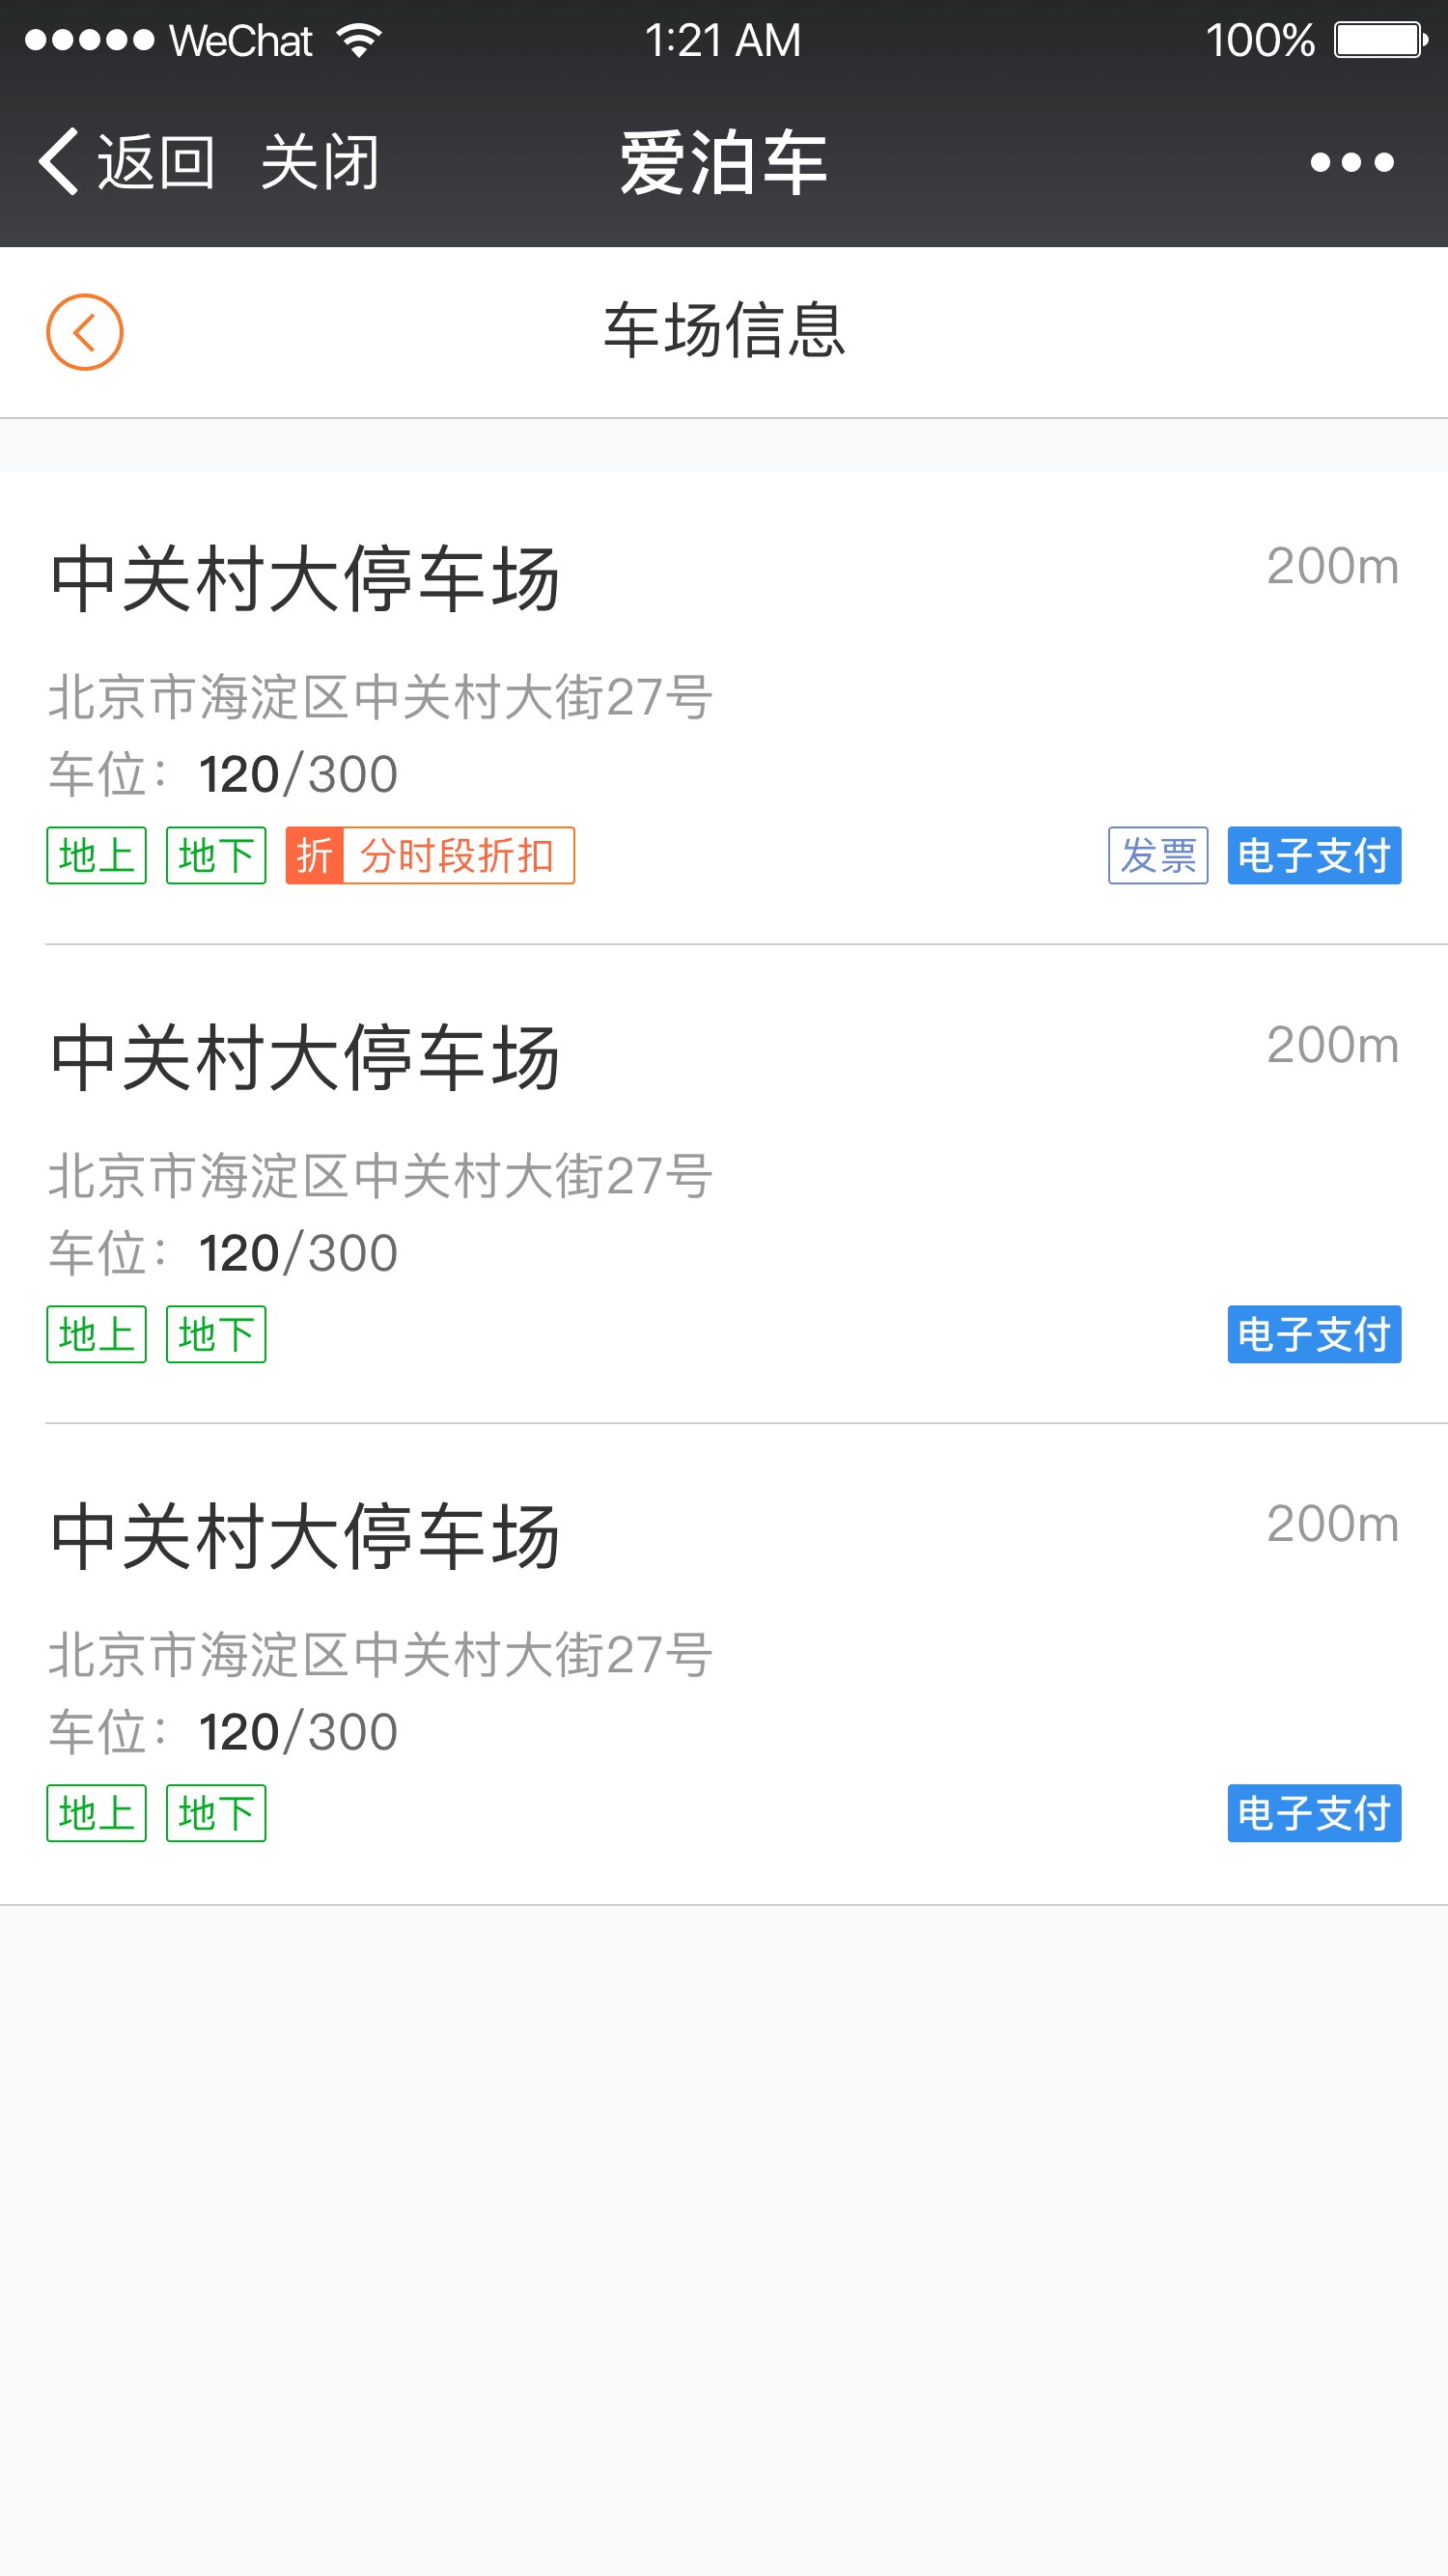 WeChat 1:21 AM 100%
返回 关闭 爱泊车
车场信息
中关村大停车场 200m
北京市海淀区中关村大街27号
车位：120/300
地上 地下 折 分时段折扣 发票 电子支付
中关村大停车场 200m
北京市海淀区中关村大街27号
车位：120/300
地上 地下 电子支付
中关村大停车场 200m
北京市海淀区中关村大街27号
车位：120/300
地上 地下 电子支付